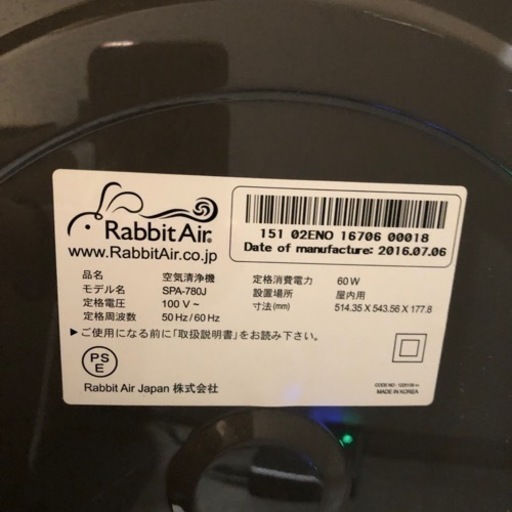 RabbitAir®
www.RabbitAir.co.jp
151 02ENO 16706 00018
Date of manufacture: 2016.07.06
品名 空気清浄機
モデル名 SPA-780J
定格電圧 100 V ~
定格周波数 50 Hz / 60 Hz
定格消費電力 60 W
設置場所 屋内用
寸法(㎜) 514.35 X 543.56 X 177.8
▶ご使用になる前に「取扱説明書」をお読み下さい。
PS
E
Rabbit Air Japan 株式会社
CODE NO :
MADE IN KOREA